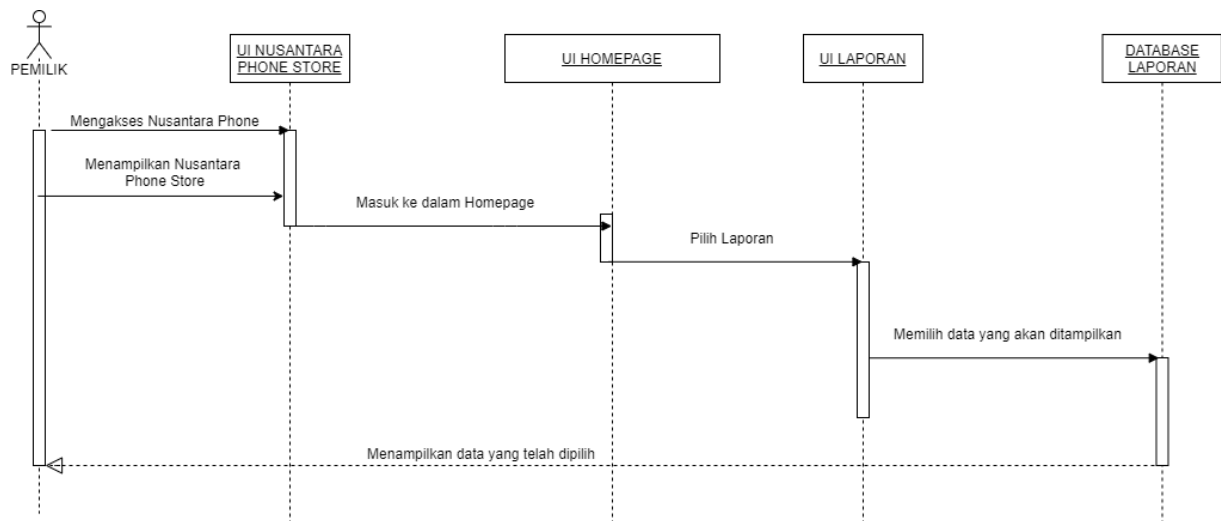 PEMILIK
UI NUSANTARA
PHONE STORE
UI HOMEPAGE
UI LAPORAN
DATABASE
LAPORAN
Mengakses Nusantara Phone
Menampilkan Nusantara
Phone Store
Masuk ke dalam Homepage
Pilih Laporan
Memilih data yang akan ditampilkan
Menampilkan data yang telah dipilih